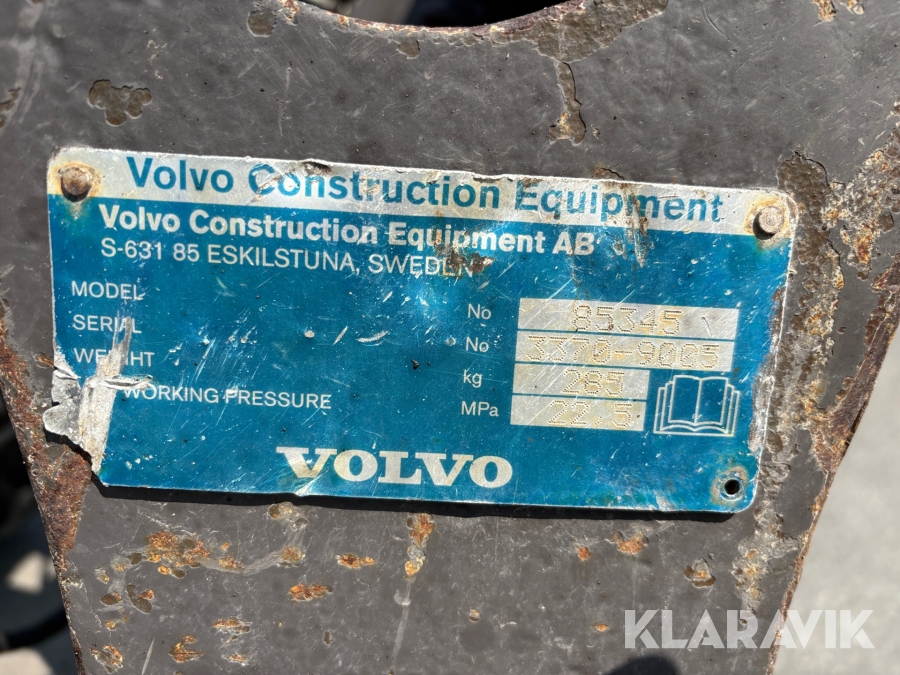 Volvo Construction Equipment
Volvo Construction Equipment AB
S-631 85 ESKILSTUNA, SWEDEN
MODEL No 85345
SERIAL No 3370-9005
WEIGHT kg 285
WORKING PRESSURE MPa 22.5
VOLVO
KLARAVIK